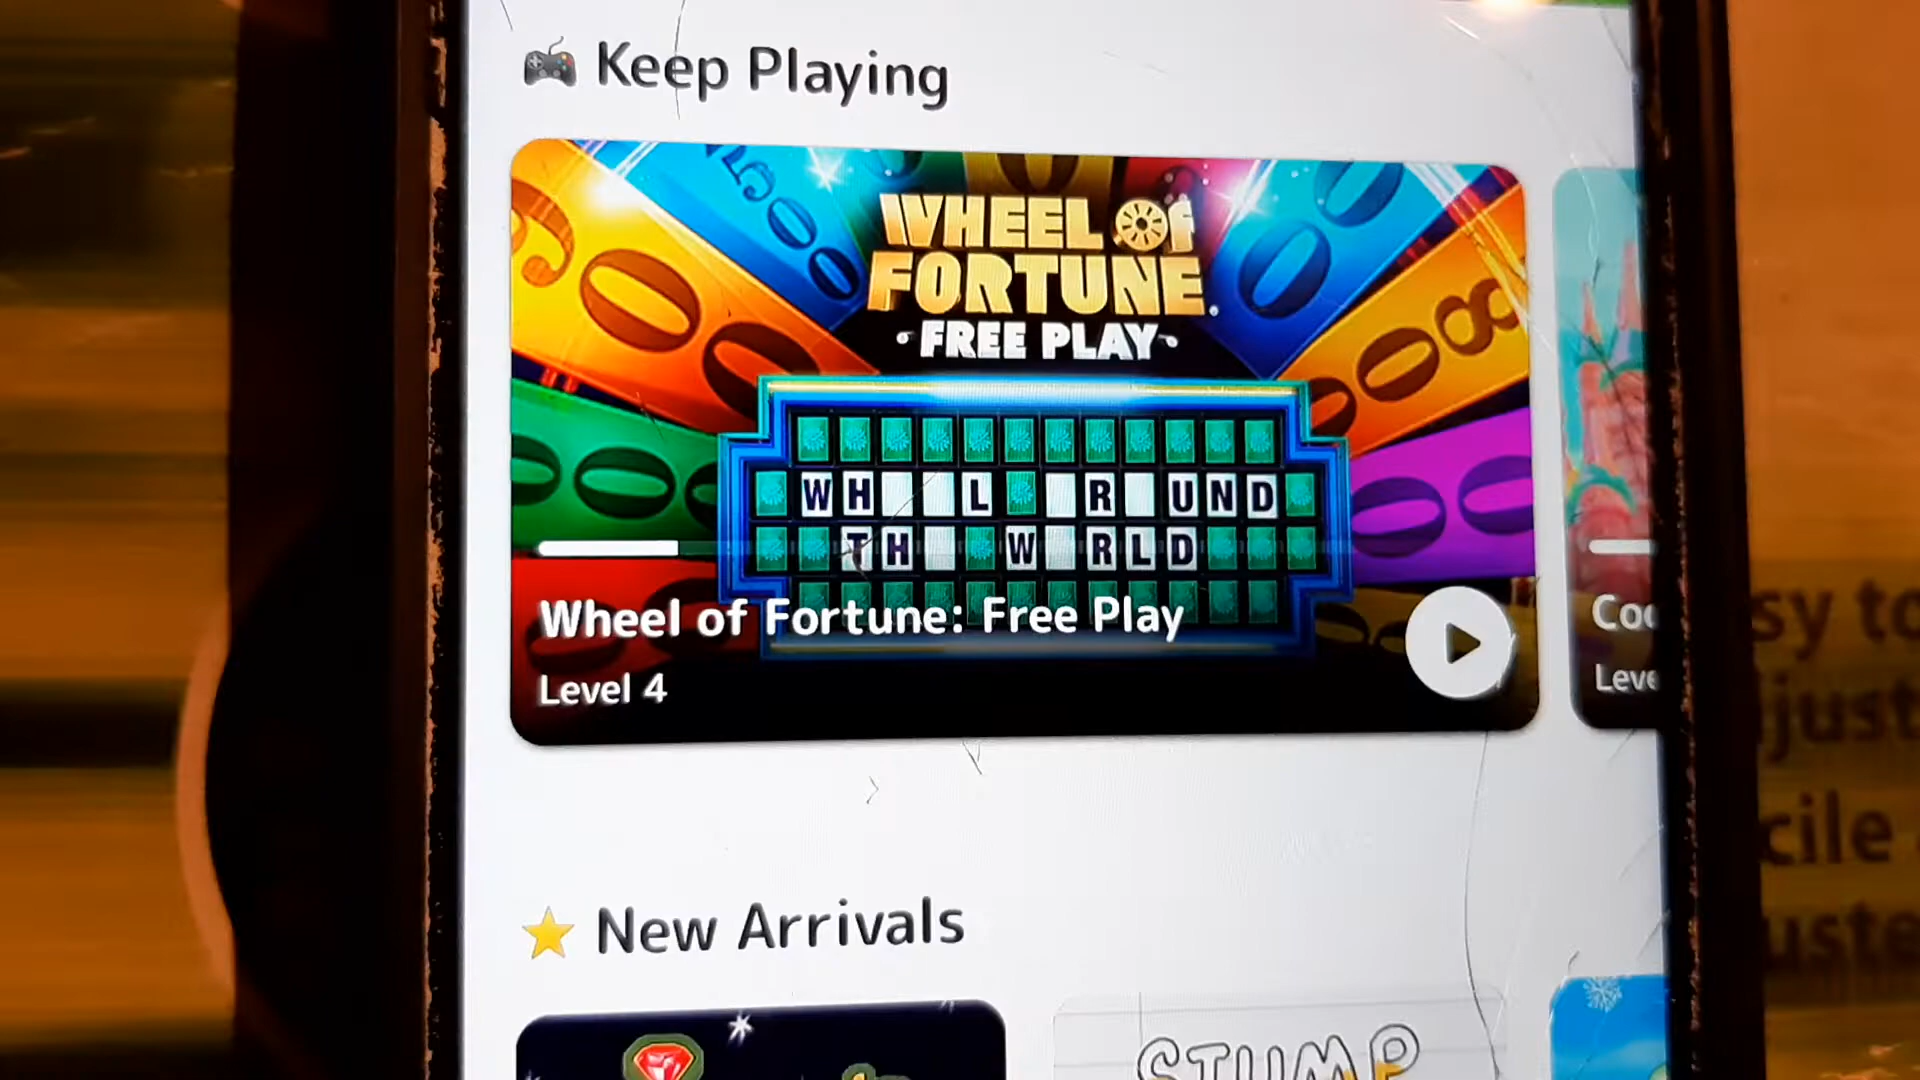 Keep Playing
WHEEL OF
FORTUNE
FREE PLAY
WH L R UND
TH W RLD
Wheel of Fortune: Free Play
Level 4
New Arrivals
STUMP